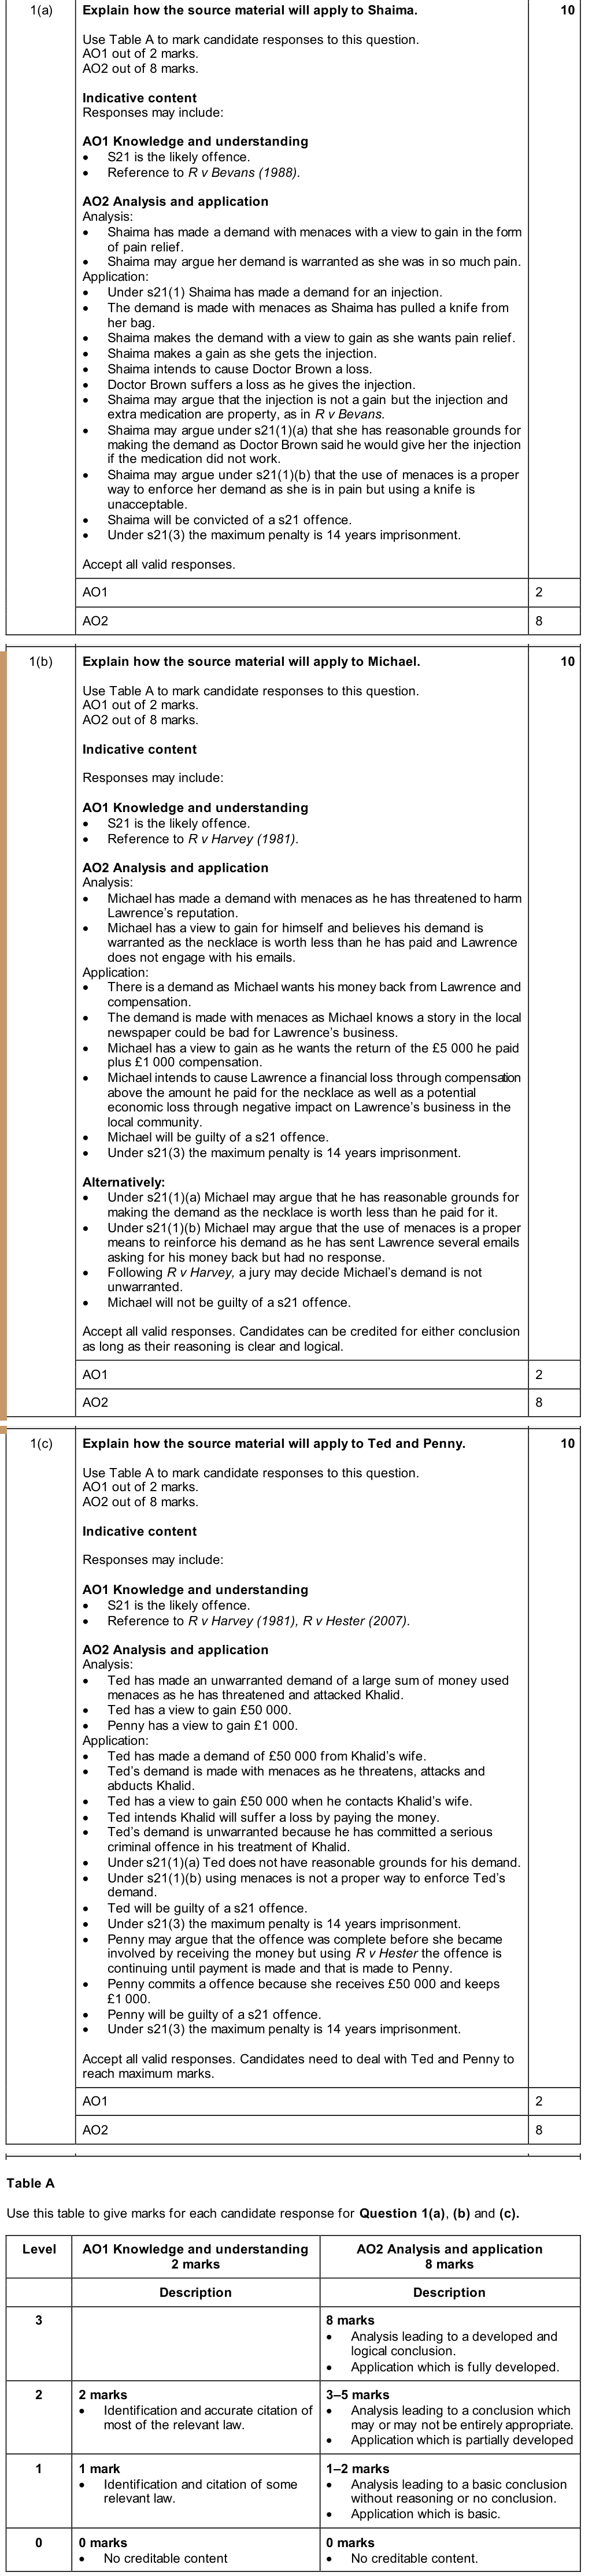 1(a) Explain how the source material will apply to Shaima. 10
Use Table A to mark candidate responses to this question.
AO1 out of 2 marks.
AO2 out of 8 marks.
Indicative content
Responses may include:
AO1 Knowledge and understanding
• S21 is the likely offence.
• Reference to R v Bevans (1988).
AO2 Analysis and application
Analysis:
• Shaima has made a demand with menaces with a view to gain in the form
of pain relief.
• Shaima may argue her demand is warranted as she was in so much pain.
Application:
• Under s21(1) Shaima has made a demand for an injection.
• The demand is made with menaces as Shaima has pulled a knife from
her bag.
• Shaima makes the demand with a view to gain as she wants pain relief.
• Shaima makes a gain as she gets the injection.
• Shaima intends to cause Doctor Brown a loss.
• Doctor Brown suffers a loss as he gives the injection.
• Shaima may argue that the injection is not a gain but the injection and
extra medication are property, as in R v Bevans.
• Shaima may argue under s21(1)(a) that she has reasonable grounds for
making the demand as Doctor Brown said he would give her the injection
if the medication did not work.
• Shaima may argue under s21(1)(b) that the use of menaces is a proper
way to enforce her demand as she is in pain but using a knife is
unacceptable.
• Shaima will be convicted of a s21 offence.
• Under s21(3) the maximum penalty is 14 years imprisonment.
Accept all valid responses.
AO1 2
AO2 8
1(b) Explain how the source material will apply to Michael. 10
Use Table A to mark candidate responses to this question.
AO1 out of 2 marks.
AO2 out of 8 marks.
Indicative content
Responses may include:
AO1 Knowledge and understanding
• S21 is the likely offence.
• Reference to R v Harvey (1981).
AO2 Analysis and application
Analysis:
• Michael has made a demand with menaces as he has threatened to harm
Lawrence's reputation.
• Michael has a view to gain for himself and believes his demand is
warranted as the necklace is worth less than he has paid and Lawrence
does not engage with his emails.
Application:
• There is a demand as Michael wants his money back from Lawrence and
compensation.
• The demand is made with menaces as Michael knows a story in the local
newspaper could be bad for Lawrence's business.
• Michael has a view to gain as he wants the return of the £5 000 he paid
plus £1 000 compensation.
• Michael intends to cause Lawrence a financial loss through compensation
above the amount he paid for the necklace as well as a potential
economic loss through negative impact on Lawrence's business in the
local community.
• Michael will be guilty of a s21 offence.
• Under s21(3) the maximum penalty is 14 years imprisonment.
Alternatively:
• Under s21(1)(a) Michael may argue that he has reasonable grounds for
making the demand as the necklace is worth less than he paid for it.
• Under s21(1)(b) Michael may argue that the use of menaces is a proper
means to reinforce his demand as he has sent Lawrence several emails
asking for his money back but had no response.
• Following R v Harvey, a jury may decide Michael's demand is not
unwarranted.
• Michael will not be guilty of a s21 offence.
Accept all valid responses. Candidates can be credited for either conclusion
as long as their reasoning is clear and logical.
AO1 2
AO2 8
1(c) Explain how the source material will apply to Ted and Penny. 10
Use Table A to mark candidate responses to this question.
AO1 out of 2 marks.
AO2 out of 8 marks.
Indicative content
Responses may include:
AO1 Knowledge and understanding
• S21 is the likely offence.
• Reference to R v Harvey (1981), R v Hester (2007).
AO2 Analysis and application
Analysis:
• Ted has made an unwarranted demand of a large sum of money used
menaces as he has threatened and attacked Khalid.
• Ted has a view to gain £50 000.
• Penny has a view to gain £1 000.
Application:
• Ted has made a demand of £50 000 from Khalid's wife.
• Ted's demand is made with menaces as he threatens, attacks and
abducts Khalid.
• Ted has a view to gain £50 000 when he contacts Khalid's wife.
• Ted intends Khalid will suffer a loss by paying the money.
• Ted's demand is unwarranted because he has committed a serious
criminal offence in his treatment of Khalid.
• Under s21(1)(a) Ted does not have reasonable grounds for his demand.
• Under s21(1)(b) using menaces is not a proper way to enforce Ted's
demand.
• Ted will be guilty of a s21 offence.
• Under s21(3) the maximum penalty is 14 years imprisonment.
• Penny may argue that the offence was complete before she became
involved by receiving the money but using R v Hester the offence is
continuing until payment is made and that is made to Penny.
• Penny commits a offence because she receives £50 000 and keeps
£1 000.
• Penny will be guilty of a s21 offence.
• Under s21(3) the maximum penalty is 14 years imprisonment.
Accept all valid responses. Candidates need to deal with Ted and Penny to
reach maximum marks.
AO1 2
AO2 8
Table A
Use this table to give marks for each candidate response for Question 1(a), (b) and (c).
Level AO1 Knowledge and understanding AO2 Analysis and application
2 marks 8 marks
Description Description
3 8 marks
• Analysis leading to a developed and
logical conclusion.
• Application which is fully developed.
2 2 marks 3–5 marks
• Identification and accurate citation of • Analysis leading to a conclusion which
most of the relevant law. may or may not be entirely appropriate.
• Application which is partially developed
1 1 mark 1–2 marks
• Identification and citation of some • Analysis leading to a basic conclusion
relevant law. without reasoning or no conclusion.
• Application which is basic.
0 0 marks 0 marks
• No creditable content • No creditable content.